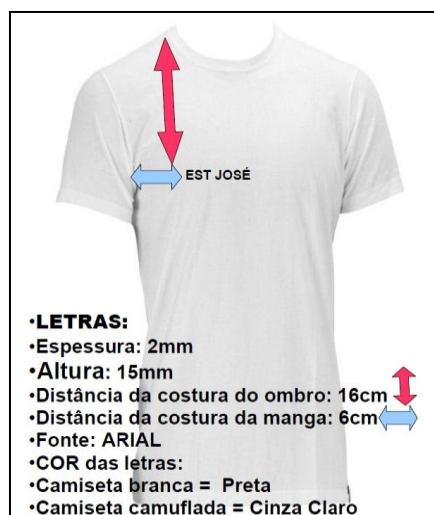 EST JOSÉ
•LETRAS:
•Espessura: 2mm
•Altura: 15mm
•Distância da costura do ombro: 16cm
•Distância da costura da manga: 6cm
•Fonte: ARIAL
•COR das letras:
•Camiseta branca = Preta
•Camiseta camuflada = Cinza Claro